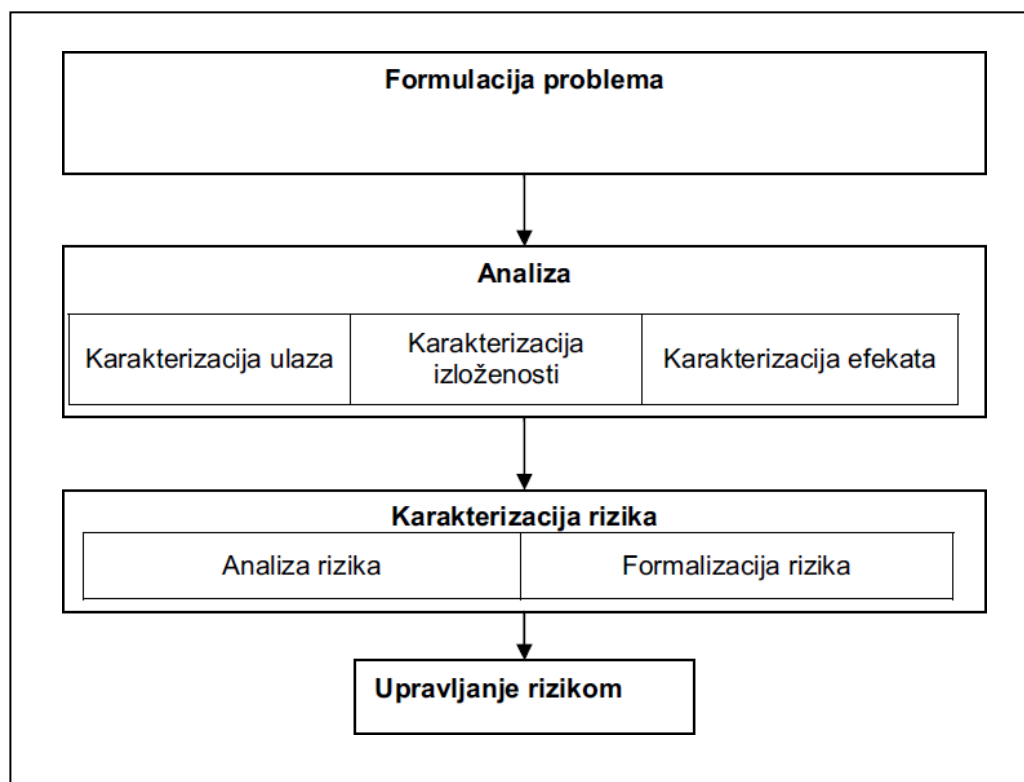 Formulacija problema
Analiza
Karakterizacija ulaza
Karakterizacija
izloženosti
Karakterizacija efekata
Karakterizacija rizika
Analiza rizika
Formalizacija rizika
Upravljanje rizikom